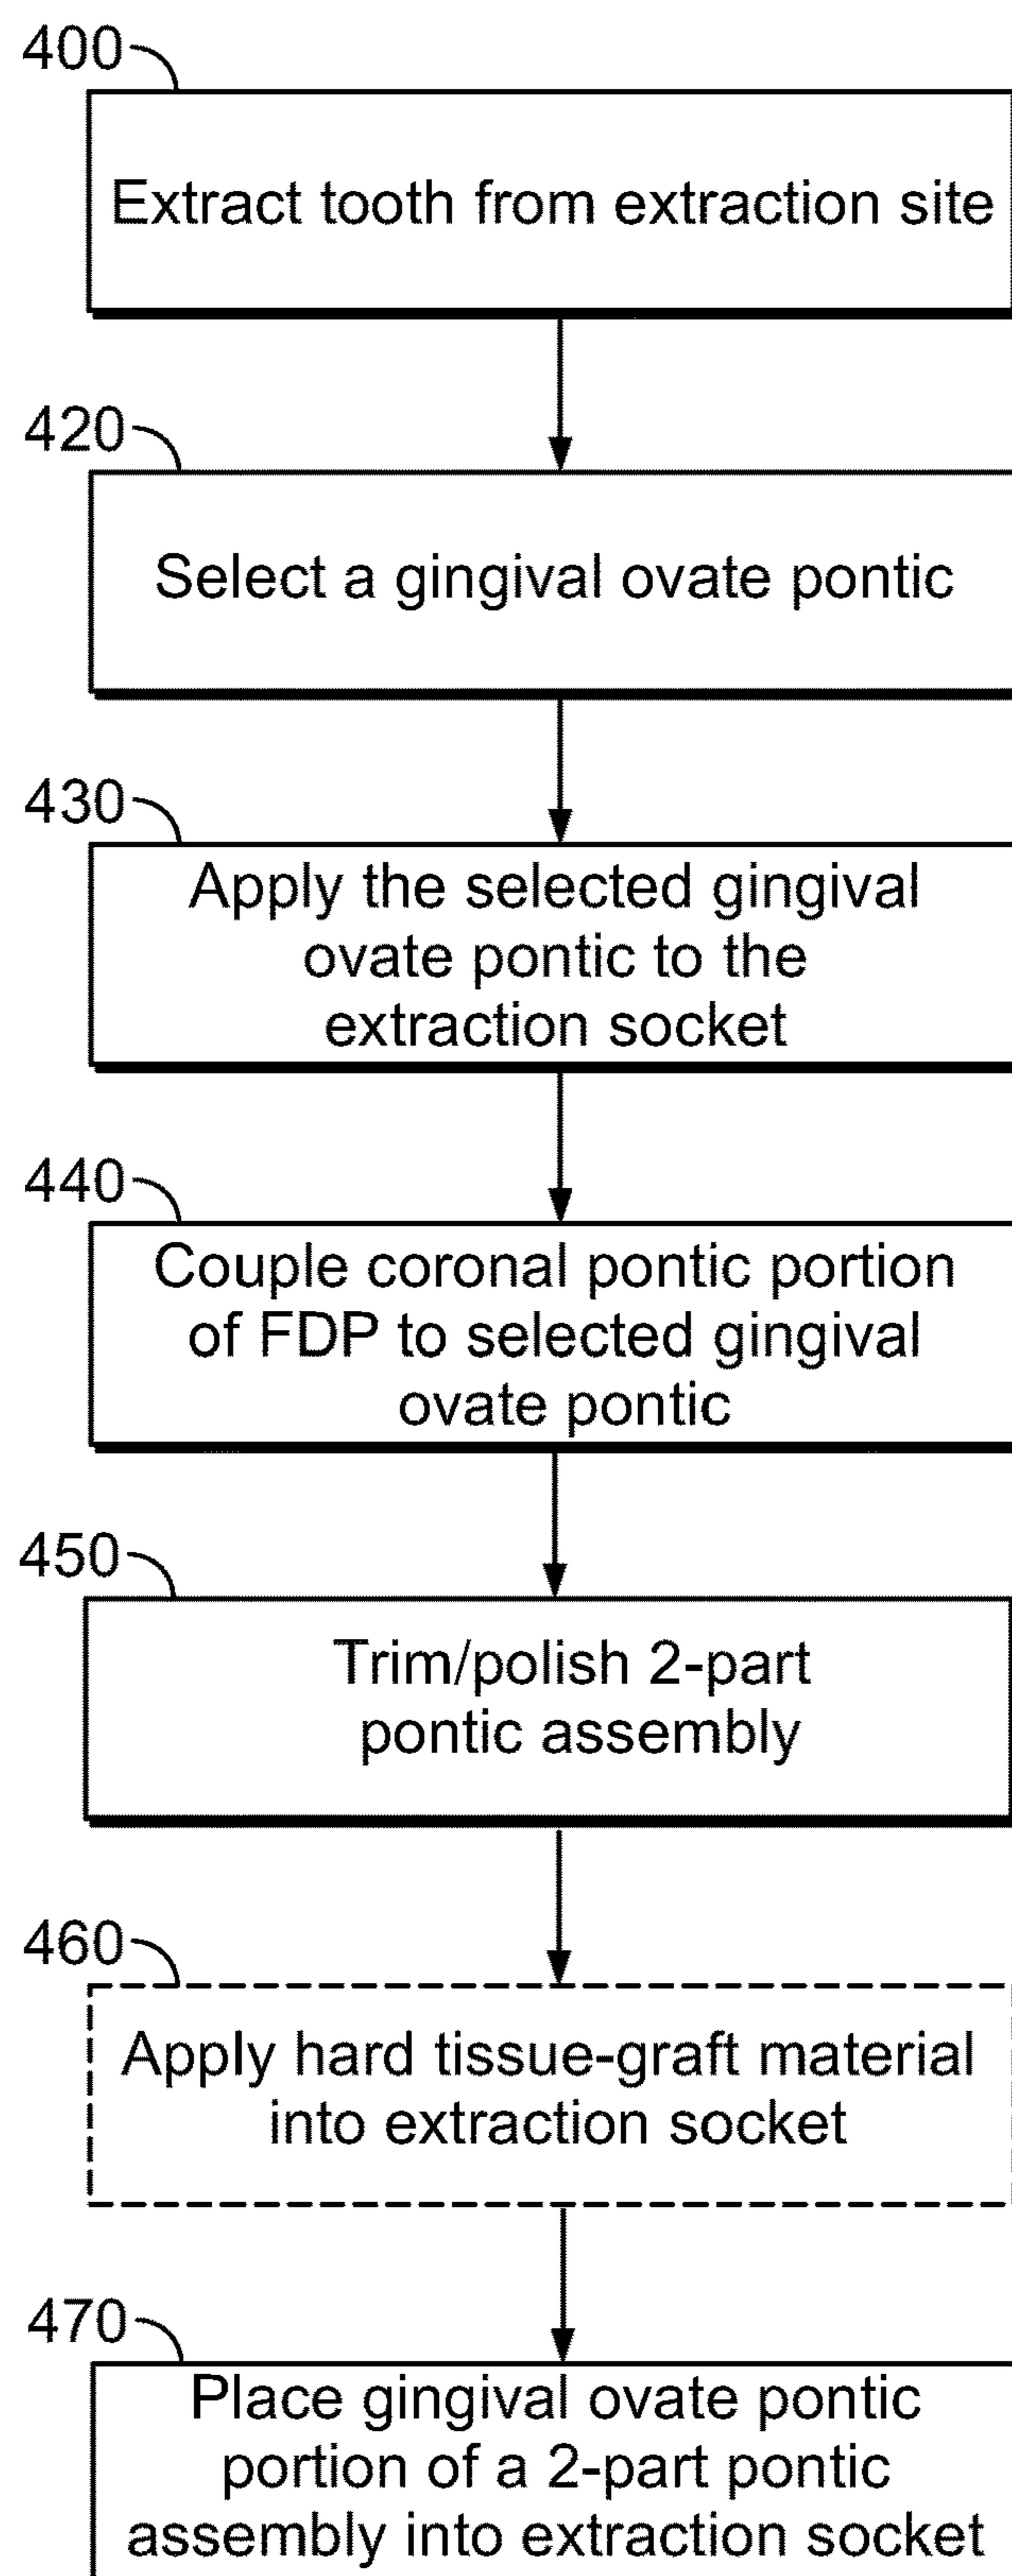 400
Extract tooth from extraction site
420
Select a gingival ovate pontic
430
Apply the selected gingival
ovate pontic to the
extraction socket
440
Couple coronal pontic portion
of FDP to selected gingival
ovate pontic
450
Trim/polish 2-part
pontic assembly
460
Apply hard tissue-graft material
into extraction socket
470
Place gingival ovate pontic
portion of a 2-part pontic
assembly into extraction socket